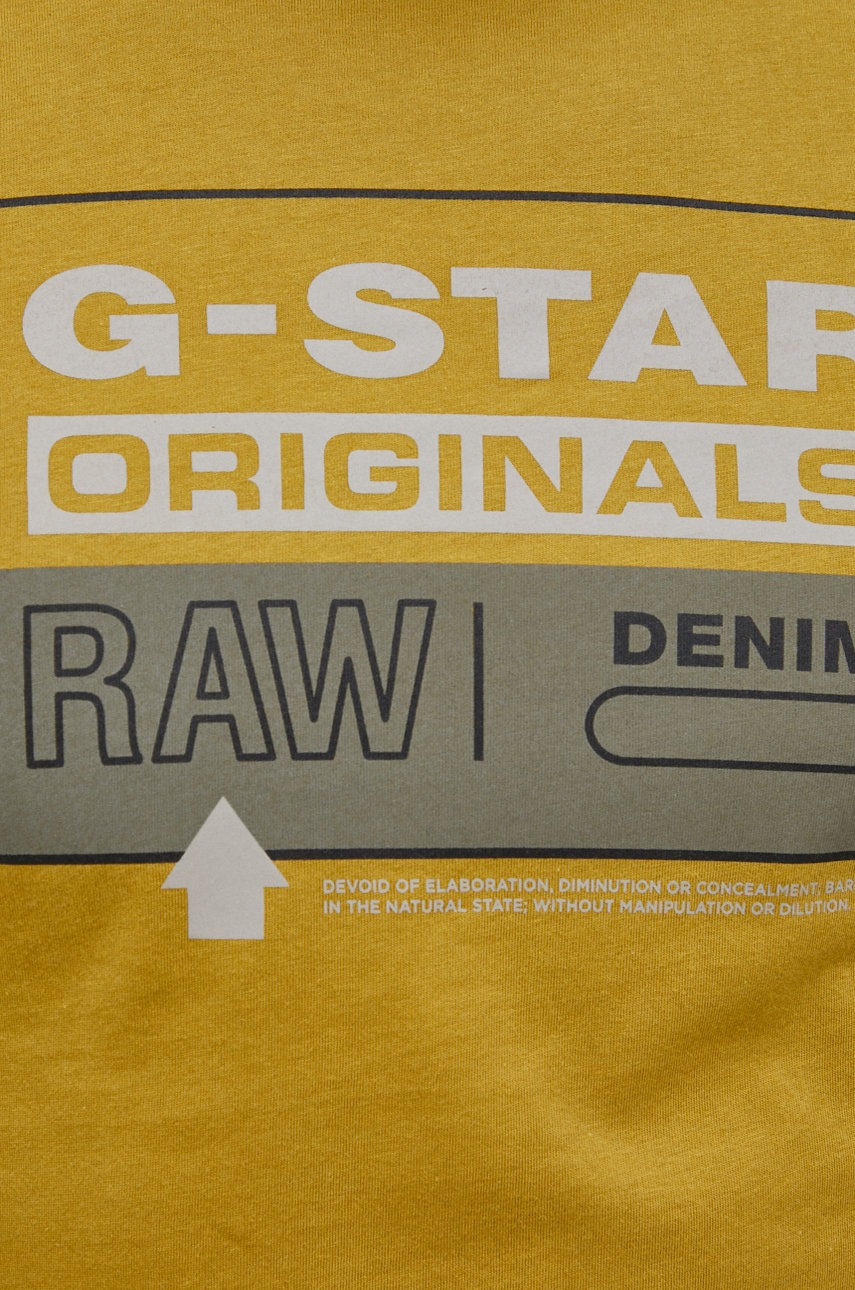 G-STAR
ORIGINALS
RAW
DENIM
DEVOID OF ELABORATION, DIMINUTION OR CONCEALMENT; BAR
IN THE NATURAL STATE; WITHOUT MANIPULATION OR DILUTION.